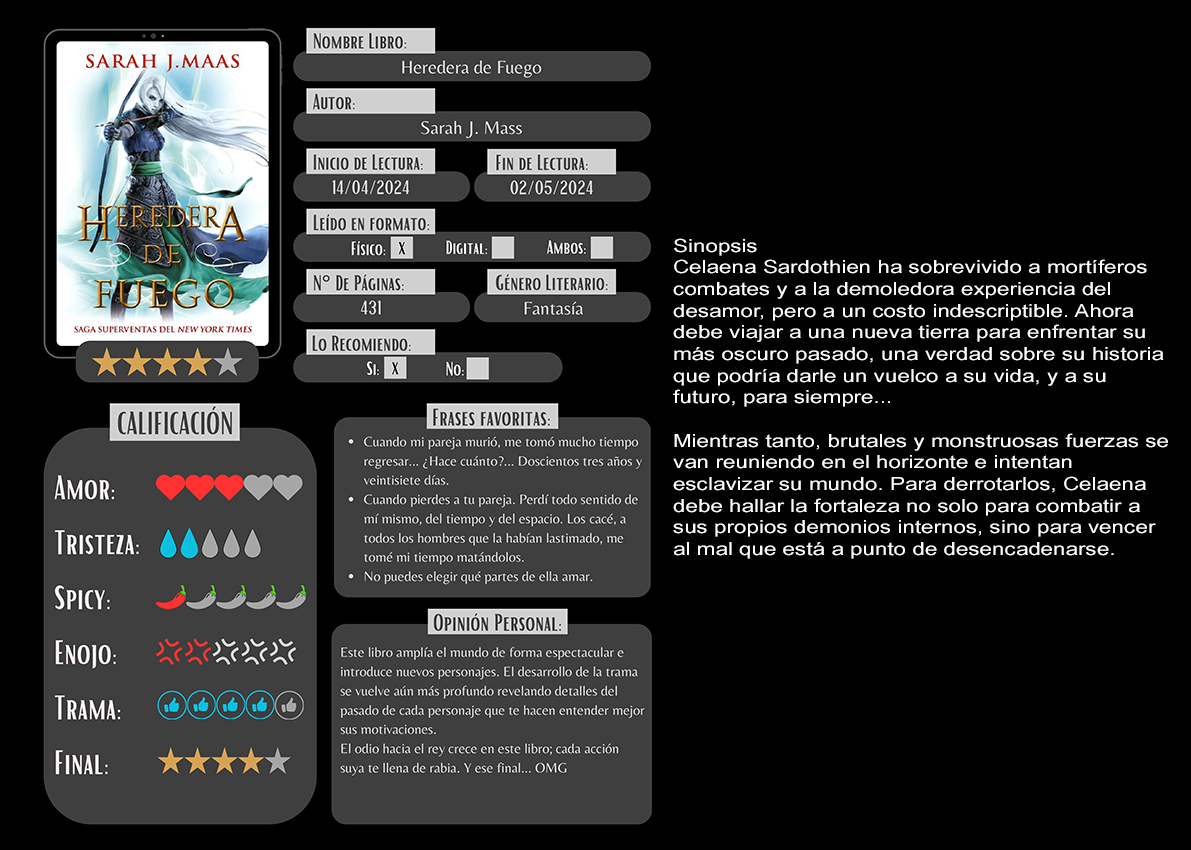 SARAH J.MAAS
HEREDERA
DE
FUEGO
SAGA SUPERVENTAS DEL NEW YORK TIMES
Nombre Libro:
Heredera de Fuego
Autor:
Sarah J. Mass
Inicio de Lectura:
14/04/2024
Fin de Lectura:
02/05/2024
Leído en formato:
Físico: X Digital: Ambos:
N° De Páginas:
431
Género Literario:
Fantasía
Lo Recomiendo:
Si: X No:
CALIFICACIÓN
Amor:
Tristeza:
Spicy:
Enojo:
Trama:
Final:
Frases favoritas:
• Cuando mi pareja murió, me tomó mucho tiempo
regresar... ¿Hace cuánto?... Doscientos tres años y
veintisiete días.
• Cuando pierdes a tu pareja. Perdí todo sentido de
mí mismo, del tiempo y del espacio. Los cacé, a
todos los hombres que la habían lastimado, me
tomé mi tiempo matándolos.
• No puedes elegir qué partes de ella amar.
Opinión Personal:
Este libro amplía el mundo de forma espectacular e
introduce nuevos personajes. El desarrollo de la trama
se vuelve aún más profundo revelando detalles del
pasado de cada personaje que te hacen entender mejor
sus motivaciones.
El odio hacia el rey crece en este libro; cada acción
suya te llena de rabia. Y ese final... OMG
Sinopsis
Celaena Sardothien ha sobrevivido a mortíferos
combates y a la demoledora experiencia del
desamor, pero a un costo indescriptible. Ahora
debe viajar a una nueva tierra para enfrentar su
más oscuro pasado, una verdad sobre su historia
que podría darle un vuelco a su vida, y a su
futuro, para siempre...
Mientras tanto, brutales y monstruosas fuerzas se
van reuniendo en el horizonte e intentan
esclavizar su mundo. Para derrotarlos, Celaena
debe hallar la fortaleza no solo para combatir a
sus propios demonios internos, sino para vencer
al mal que está a punto de desencadenarse.